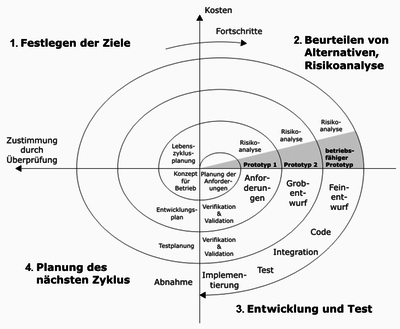 Kosten
1. Festlegen der Ziele
Fortschritte
2. Beurteilen von
Alternativen,
Risikoanalyse
Risiko-
analyse
Risiko-
analyse
Risiko-
analyse
Lebens-
zyklus-
planung
Zustimmung
durch
Überprüfung
Prototyp 1
Prototyp 2
betriebs-
fähiger
Prototyp
Konzept
für
Betrieb
Planung der
Anforder-
ungen
Anfor-
derungen
Grob-
ent-
wurf
Fein-
ent-
wurf
Entwicklungs-
plan
Verifikation
&
Validation
Code
Testplanung
Verifikation
&
Validation
Integration
Test
4. Planung des
nächsten Zyklus
Abnahme
Implemen-
tierung
3. Entwicklung und Test